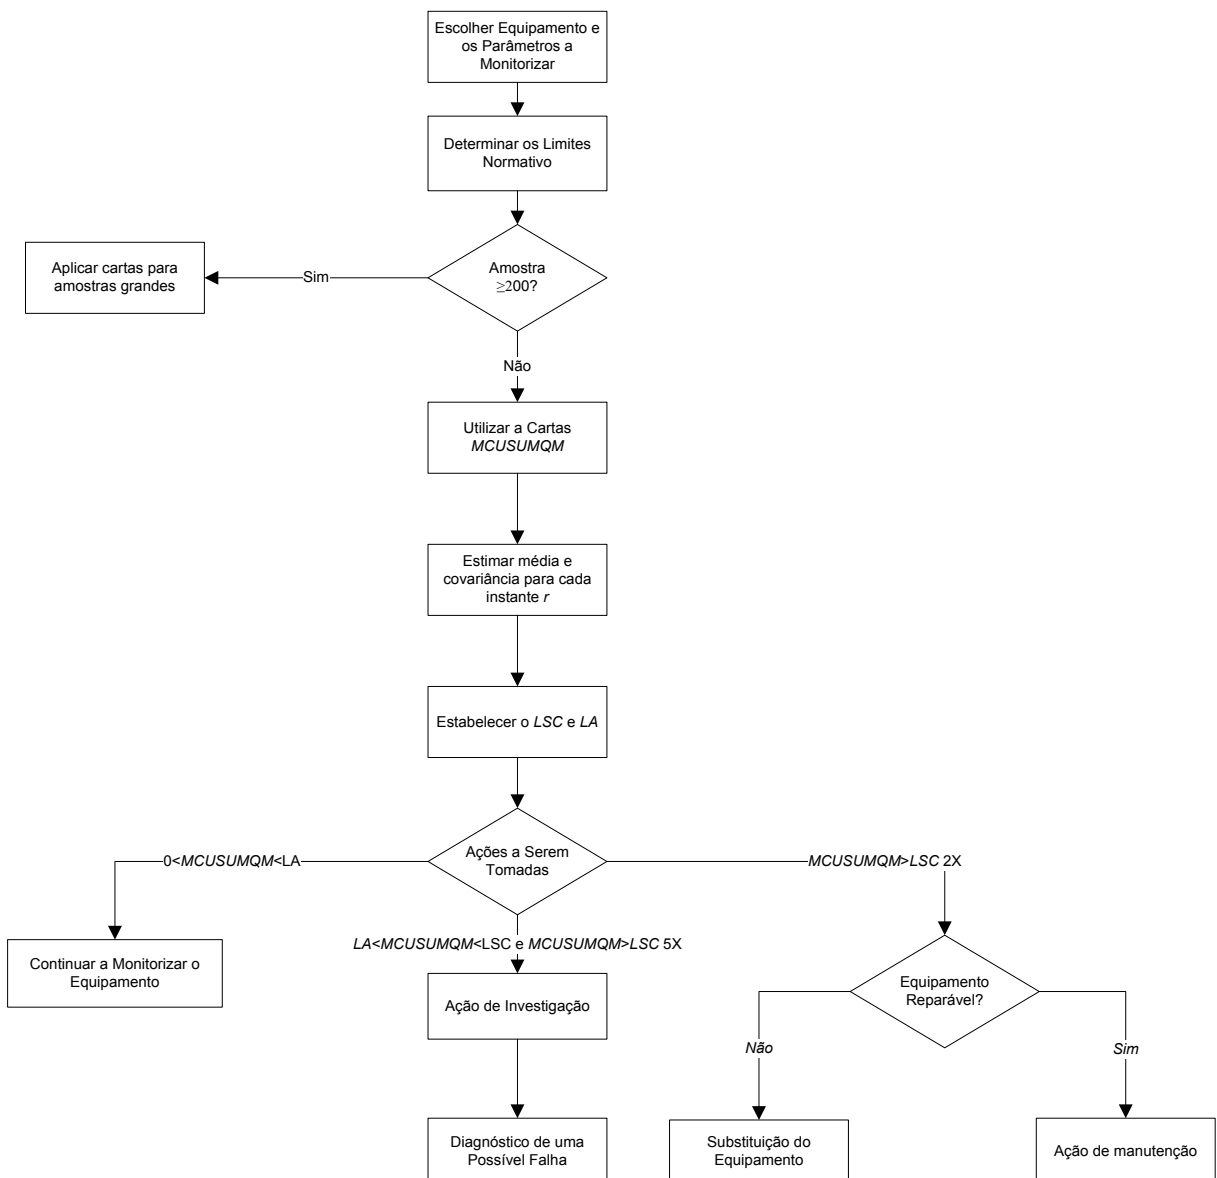 Escolher Equipamento e
os Parâmetros a
Monitorizar
Determinar os Limites
Normativo
Amostra
≥200?
Sim
Aplicar cartas para
amostras grandes
Não
Utilizar a Cartas
MCUSUMQM
Estimar média e
covariância para cada
instante r
Estabelecer o LSC e LA
Ações a Serem
Tomadas
0<MCUSUMQM<LA
MCUSUMQM>LSC 2X
LA<MCUSUMQM<LSC e MCUSUMQM>LSC 5X
Continuar a Monitorizar o
Equipamento
Ação de Investigação
Equipamento
Reparável?
Não
Sim
Diagnóstico de uma
Possível Falha
Substituição do
Equipamento
Ação de manutenção